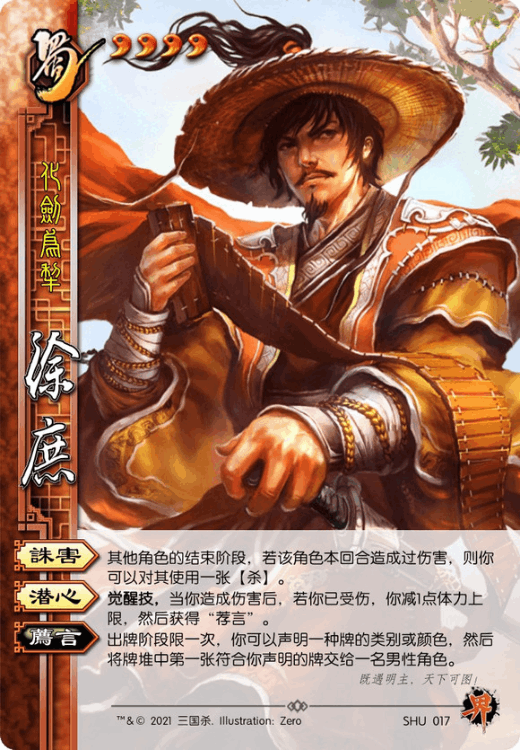 蜀
化劍爲犁
徐庶
誅害
其他角色的结束阶段，若该角色本回合造成过伤害，则你
可以对其使用一张【杀】。
潜心
觉醒技，当你造成伤害后，若你已受伤，你减1点体力上
限，然后获得“荐言”。
薦言
出牌阶段限一次，你可以声明一种牌的类别或颜色，然后
将牌堆中第一张符合你声明的牌交给一名男性角色。
既遇明主，天下可图！
™&© 2021 三国杀. Illustration: Zero
SHU 017
界